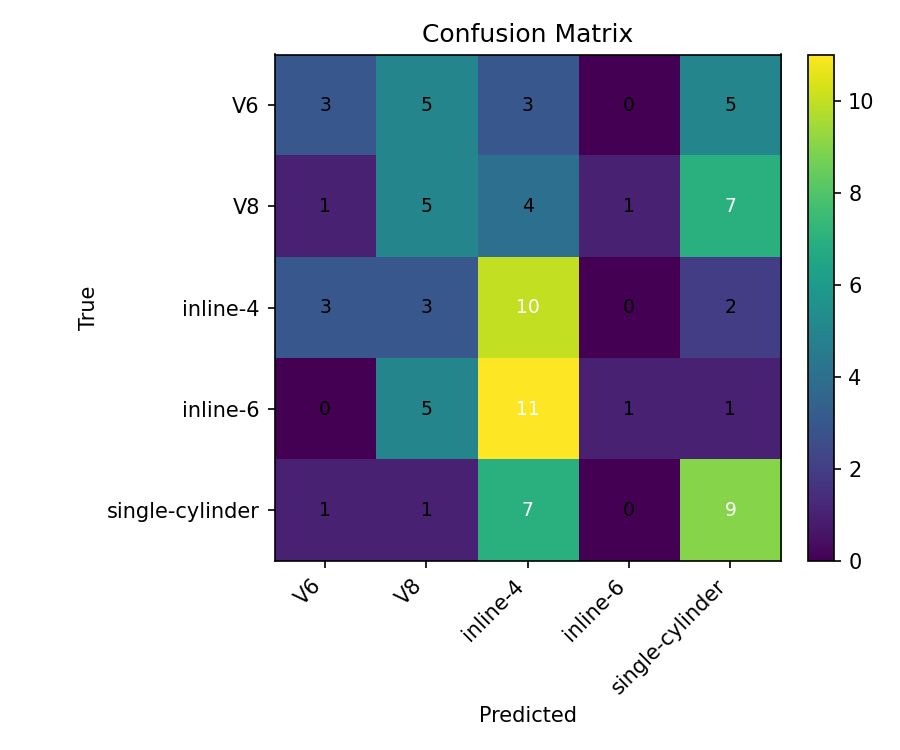 Confusion Matrix
V6 3 5 3 0 5
V8 1 5 4 1 7
inline-4 3 3 10 0 2
inline-6 0 5 11 1 1
single-cylinder 1 1 7 0 9
V6 V8 inline-4 inline-6 single-cylinder
Predicted
True
10
8
6
4
2
0